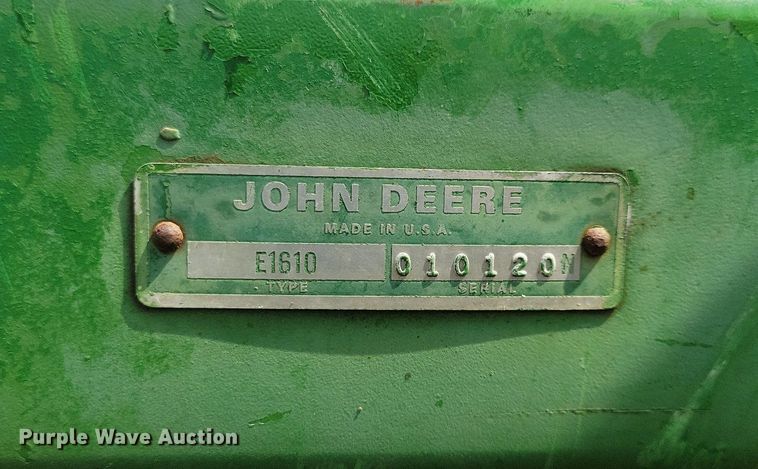 JOHN DEERE
MADE IN U.S.A.
E1610 010120N
TYPE SERIAL
Purple Wave Auction